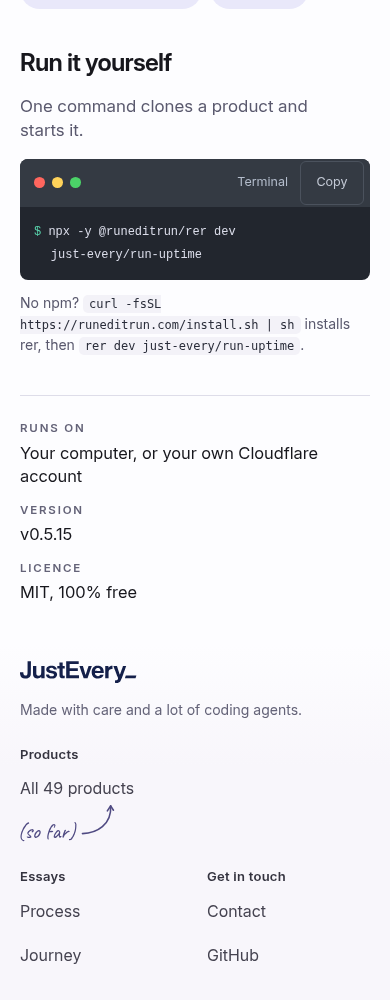 Run it yourself
One command clones a product and
starts it.
Terminal
Copy
$ npx -y @runeditrun/rer dev
just-every/run-uptime
No npm? curl -fsSL
https://runeditrun.com/install.sh | sh installs
rer, then rer dev just-every/run-uptime.
RUNS ON
Your computer, or your own Cloudflare
account
VERSION
v0.5.15
LICENCE
MIT, 100% free
JustEvery_
Made with care and a lot of coding agents.
Products
All 49 products
(so far)
Essays
Process
Journey
Get in touch
Contact
GitHub